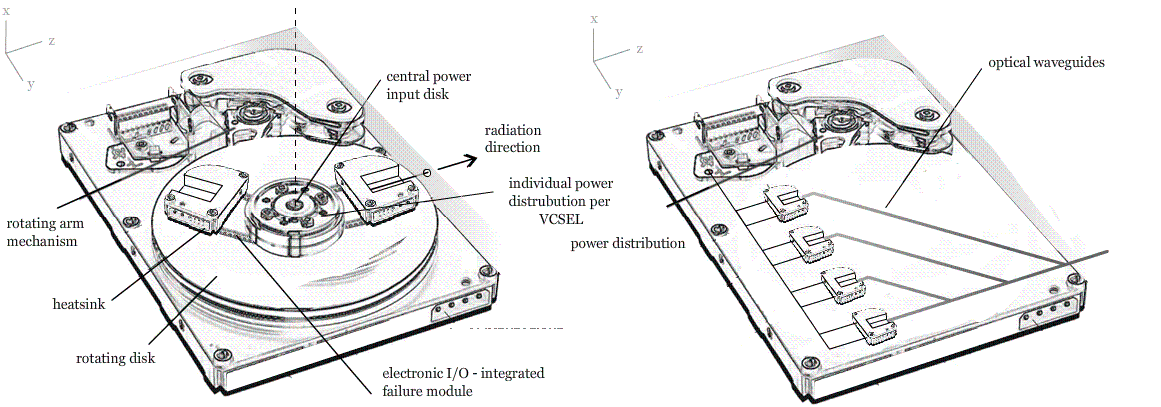 x
z
y
central power
input disk
radiation
direction
individual power
distrubution per
VCSEL
rotating arm
mechanism
heatsink
rotating disk
electronic I/O - integrated
failure module
x
z
y
optical waveguides
power distribution